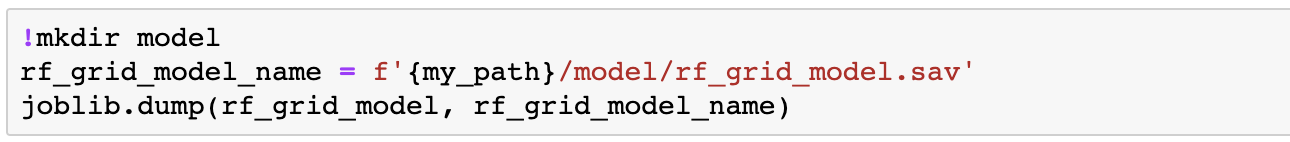 !mkdir model
rf_grid_model_name = f'{my_path}/model/rf_grid_model.sav'
joblib.dump(rf_grid_model, rf_grid_model_name)